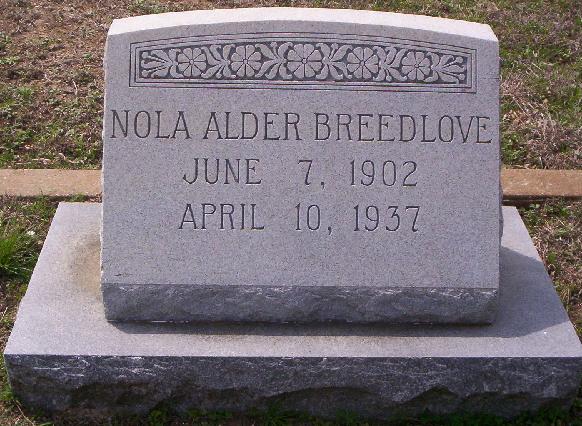 NOLA ALDER BREEDLOVE
JUNE 7, 1902
APRIL 10, 1937